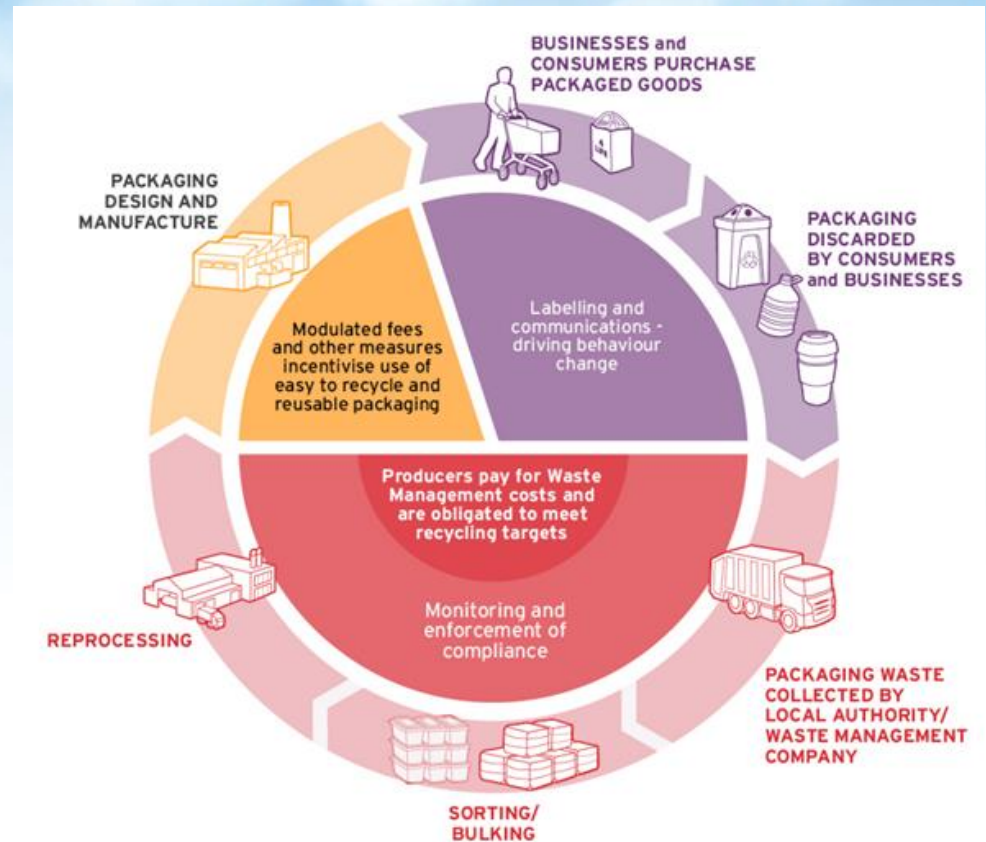 BUSINESSES and
CONSUMERS PURCHASE
PACKAGED GOODS
4
LIFE
PACKAGING
DESIGN AND
MANUFACTURE
PACKAGING
DISCARDED
BY CONSUMERS
and BUSINESSES
Modulated fees
and other measures
incentivise use of
easy to recycle and
reusable packaging
Labelling and
communications -
driving behaviour
change
Producers pay for Waste
Management costs and
are obligated to meet
recycling targets
Monitoring and
enforcement of
compliance
REPROCESSING
PACKAGING WASTE
COLLECTED BY
LOCAL AUTHORITY/
WASTE MANAGEMENT
COMPANY
SORTING/
BULKING